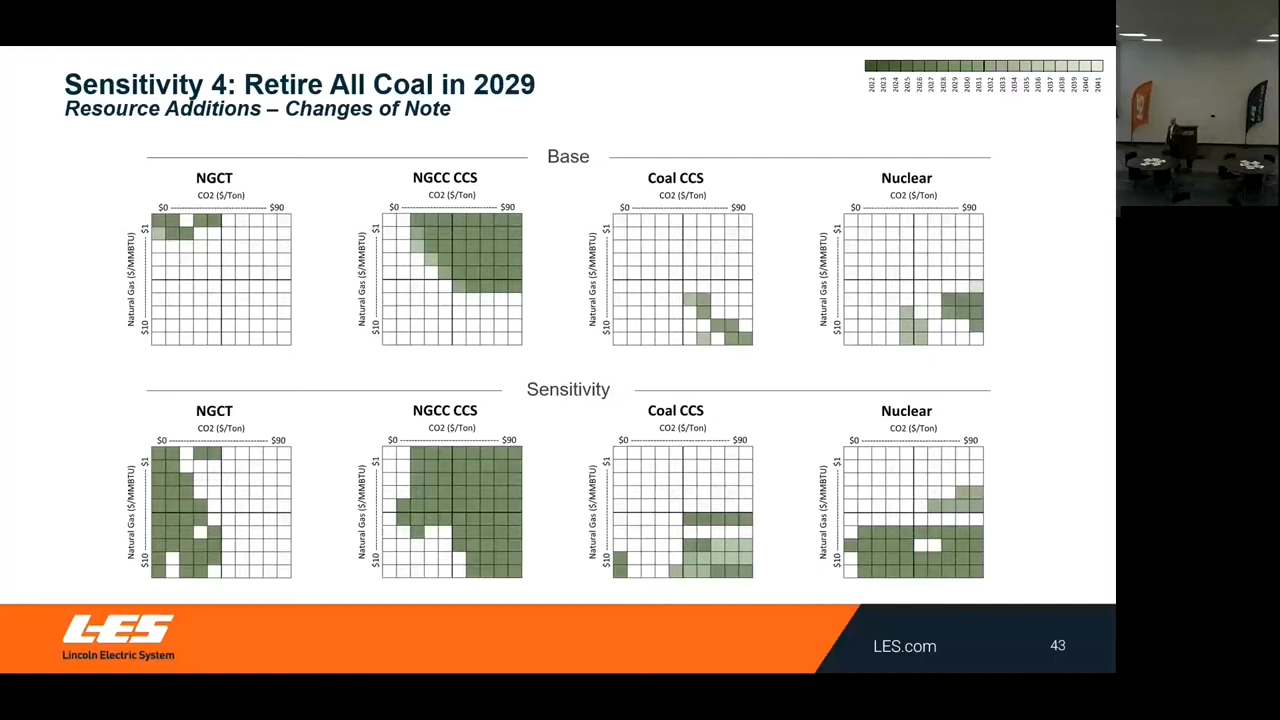 Sensitivity 4: Retire All Coal in 2029
Resource Additions – Changes of Note
2022 2023 2024 2025 2026 2027 2028 2029 2030 2031 2032 2033 2034 2035 2036 2037 2038 2039 2040 2041
Base
NGCT
CO2 ($/Ton)
$0 $90
Natural Gas ($/MMBTU)
$1
$10
NGCC CCS
CO2 ($/Ton)
$0 $90
Natural Gas ($/MMBTU)
$1
$10
Coal CCS
CO2 ($/Ton)
$0 $90
Natural Gas ($/MMBTU)
$1
$10
Nuclear
CO2 ($/Ton)
$0 $90
Natural Gas ($/MMBTU)
$1
$10
Sensitivity
NGCT
CO2 ($/Ton)
$0 $90
Natural Gas ($/MMBTU)
$1
$10
NGCC CCS
CO2 ($/Ton)
$0 $90
Natural Gas ($/MMBTU)
$1
$10
Coal CCS
CO2 ($/Ton)
$0 $90
Natural Gas ($/MMBTU)
$1
$10
Nuclear
CO2 ($/Ton)
$0 $90
Natural Gas ($/MMBTU)
$1
$10
LES
Lincoln Electric System
LES.com
43
LES